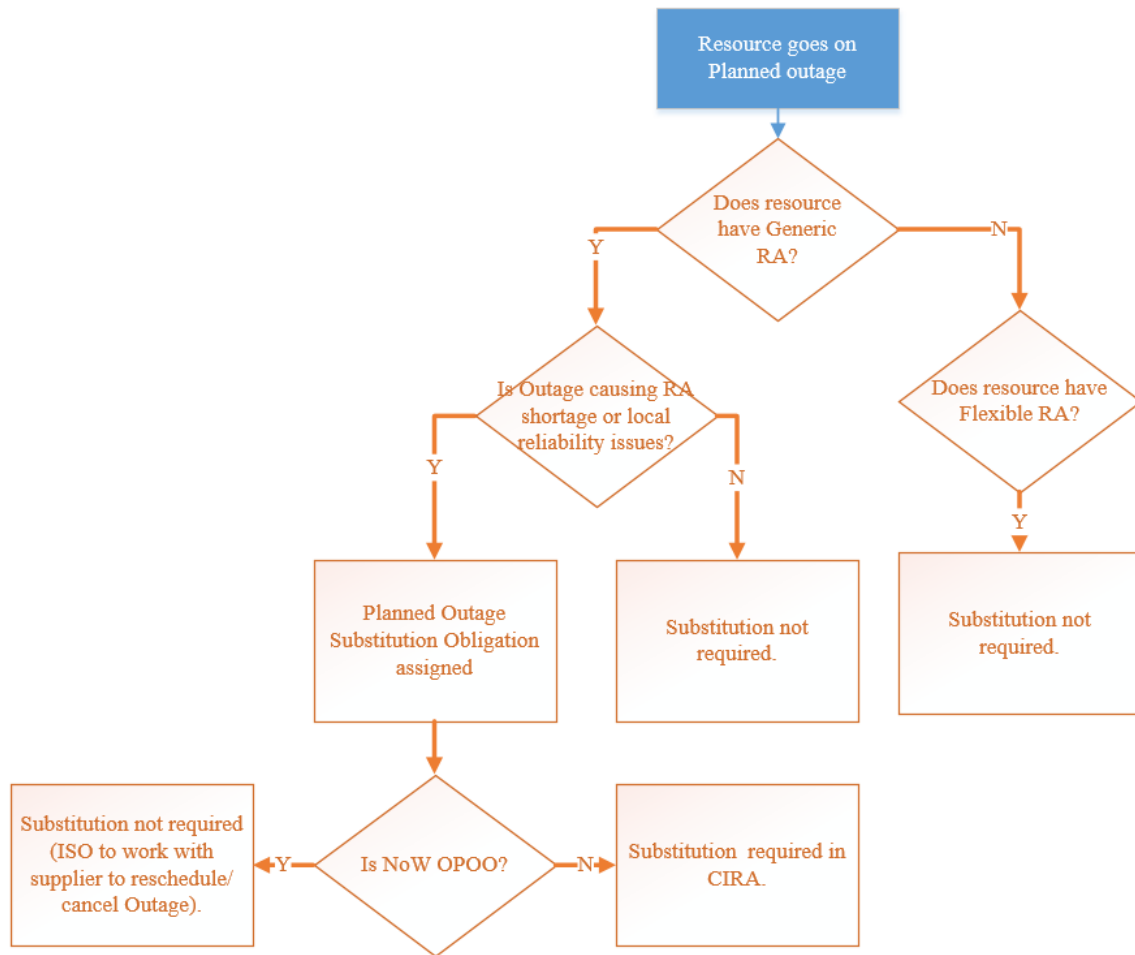 Resource goes on
Planned outage
Does resource
have Generic
RA?
Y
N
Is Outage causing RA
shortage or local
reliability issues?
Does resource have
Flexible RA?
Y
N
Y
Planned Outage
Substitution Obligation
assigned
Substitution not
required.
Substitution not
required.
Substitution not required
(ISO to work with
supplier to reschedule/
cancel Outage).
Y
Is NoW OPOO?
N
Substitution required in
CIRA.